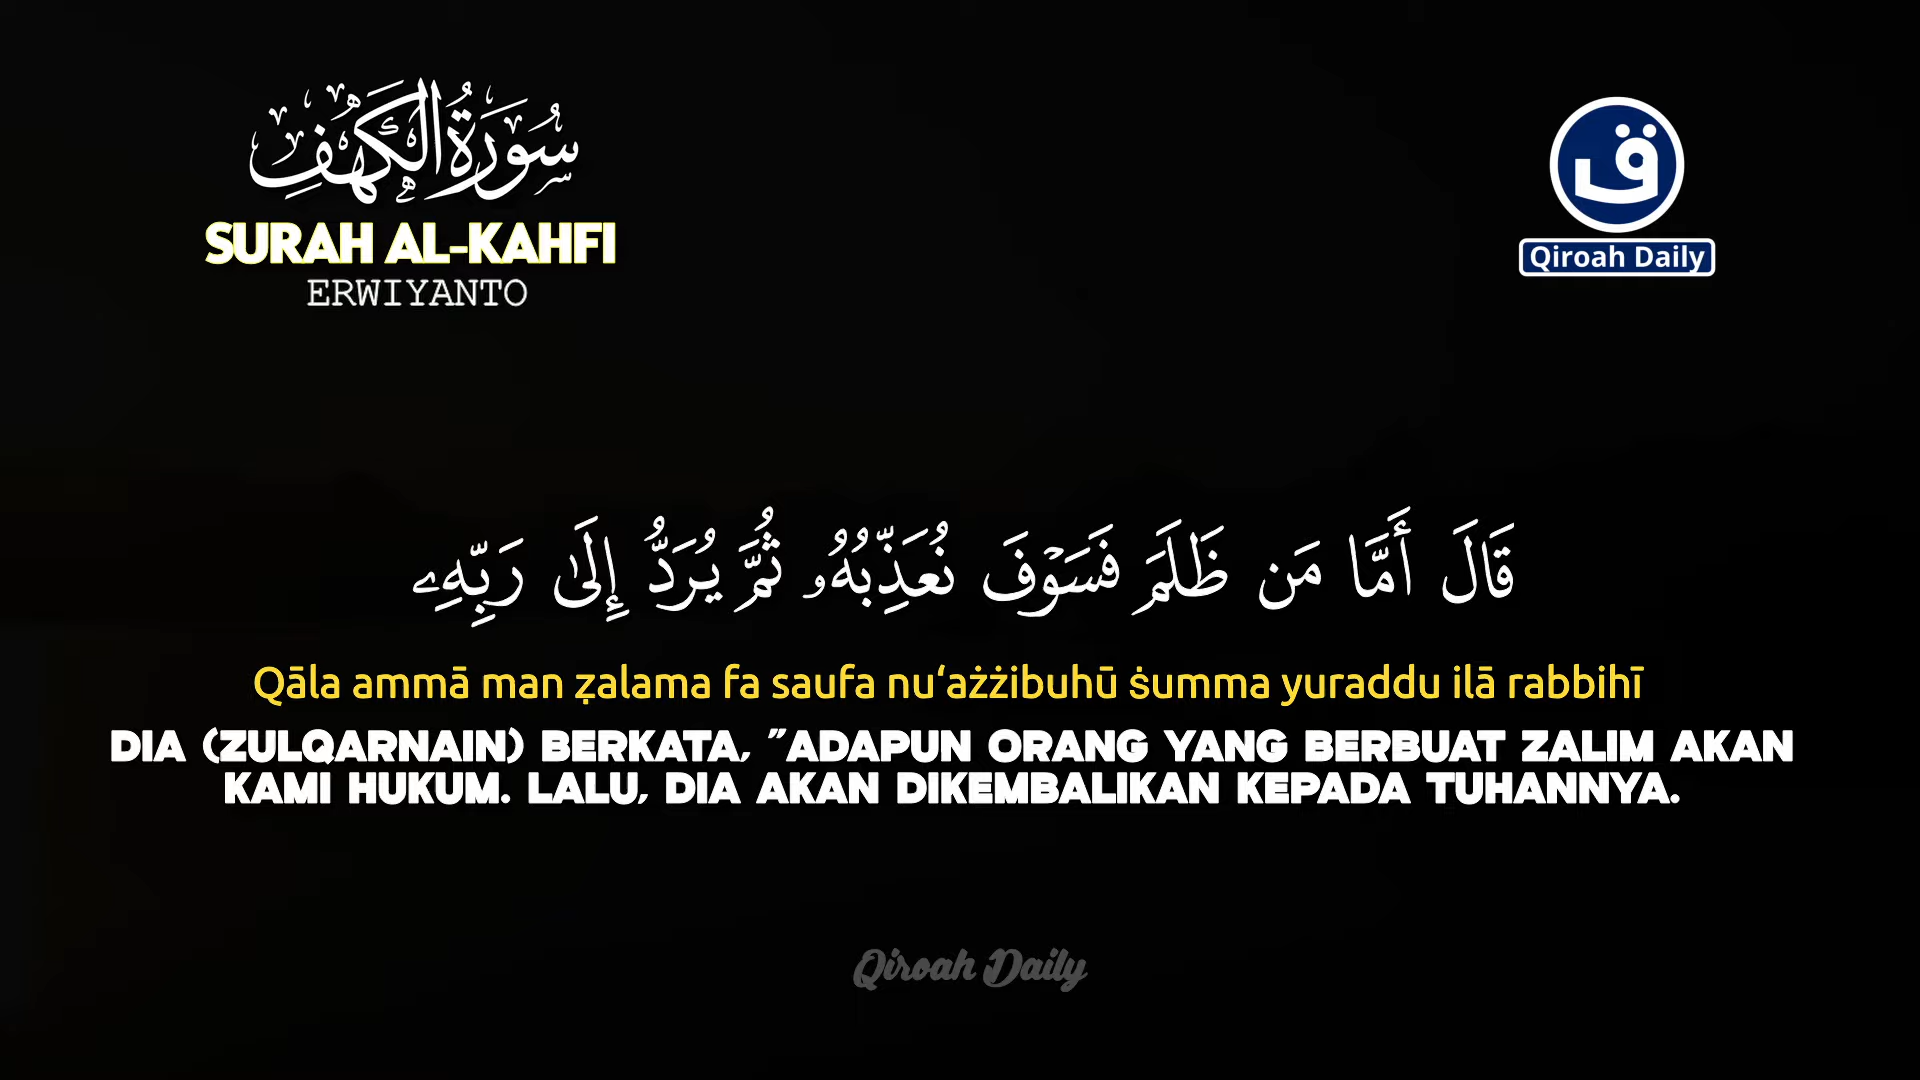 سُورَةُ الْكَهْفِ
SURAH AL-KAHFI
ERWIYANTO
ق
Qiroah Daily
قَالَ أَمَّا مَن ظَلَمَ فَسَوْفَ نُعَذِّبُهُۥ ثُمَّ يُرَدُّ إِلَىٰ رَبِّهِۦ
Qāla ammā man ẓalama fa saufa nu‘ażżibuhū ṡumma yuraddu ilā rabbihī
DIA (ZULQARNAIN) BERKATA, "ADAPUN ORANG YANG BERBUAT ZALIM AKAN
KAMI HUKUM. LALU, DIA AKAN DIKEMBALIKAN KEPADA TUHANNYA.
Qiroah Daily